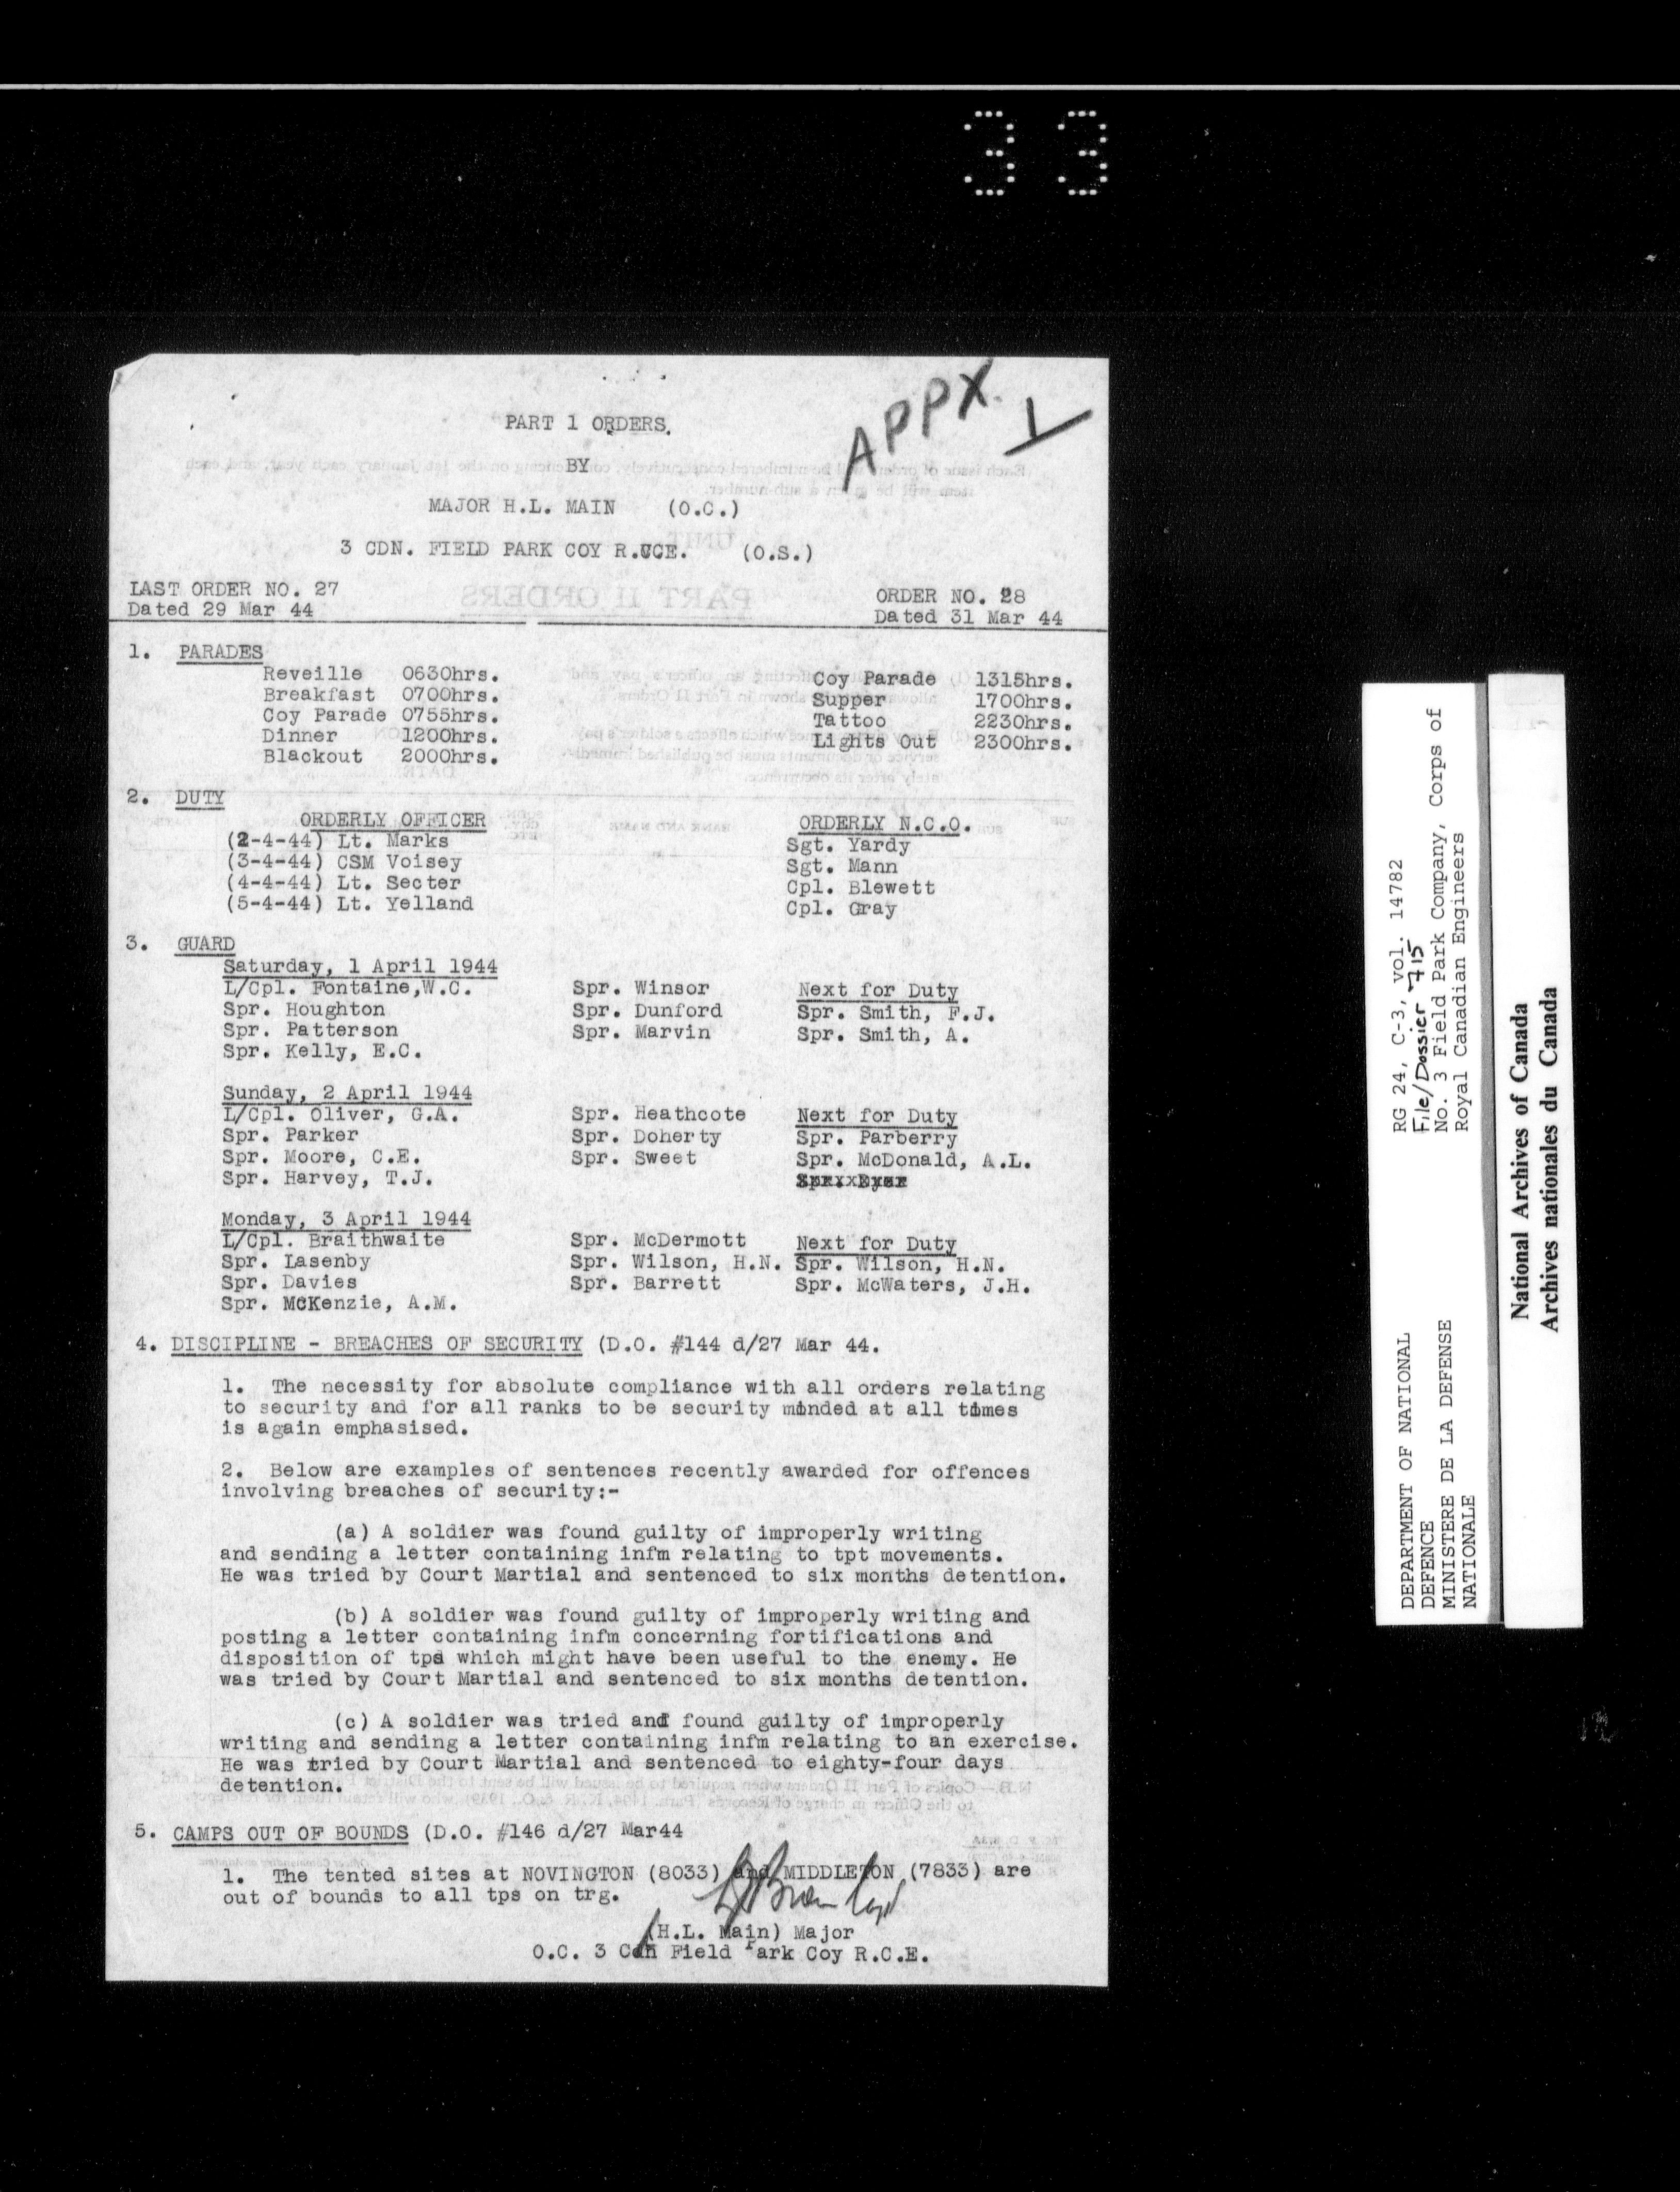 33
APPX. 1
PART 1 ORDERS.
BY
MAJOR H.L. MAIN (O.C.)
3 CDN. FIELD PARK COY R.CE. (O.S.)
LAST ORDER NO. 27 ORDER NO. 28
Dated 29 Mar 44 Dated 31 Mar 44
1. PARADES
Reveille 0630hrs. Coy Parade 1315hrs.
Breakfast 0700hrs. Supper 1700hrs.
Coy Parade 0755hrs. Tattoo 2230hrs.
Dinner 1200hrs. Lights Out 2300hrs.
Blackout 2000hrs.
2. DUTY
ORDERLY OFFICER ORDERLY N.C.O.
(2-4-44) Lt. Marks Sgt. Yardy
(3-4-44) CSM Voisey Sgt. Mann
(4-4-44) Lt. Secter Cpl. Blewett
(5-4-44) Lt. Yelland Cpl. Gray
3. GUARD
Saturday, 1 April 1944
L/Cpl. Fontaine,W.C. Spr. Winsor Next for Duty
Spr. Houghton Spr. Dunford Spr. Smith, F.J.
Spr. Patterson Spr. Marvin Spr. Smith, A.
Spr. Kelly, E.C.
Sunday, 2 April 1944
L/Cpl. Oliver, G.A. Spr. Heathcote Next for Duty
Spr. Parker Spr. Doherty Spr. Parberry
Spr. Moore, C.E. Spr. Sweet Spr. McDonald, A.L.
Spr. Harvey, T.J.
Monday, 3 April 1944
L/Cpl. Braithwaite Spr. McDermott Next for Duty
Spr. Lasenby Spr. Wilson, H.N. Spr. Wilson, H.N.
Spr. Davies Spr. Barrett Spr. McWaters, J.H.
Spr. McKenzie, A.M.
4. DISCIPLINE - BREACHES OF SECURITY (D.O. #144 d/27 Mar 44.
1. The necessity for absolute compliance with all orders relating
to security and for all ranks to be security minded at all times
is again emphasised.
2. Below are examples of sentences recently awarded for offences
involving breaches of security:-
(a) A soldier was found guilty of improperly writing
and sending a letter containing infm relating to tpt movements.
He was tried by Court Martial and sentenced to six months detention.
(b) A soldier was found guilty of improperly writing and
posting a letter containing infm concerning fortifications and
disposition of tps which might have been useful to the enemy. He
was tried by Court Martial and sentenced to six months detention.
(c) A soldier was tried and found guilty of improperly
writing and sending a letter containing infm relating to an exercise.
He was tried by Court Martial and sentenced to eighty-four days
detention.
5. CAMPS OUT OF BOUNDS (D.O. #146 d/27 Mar44
1. The tented sites at NOVINGTON (8033) and MIDDLETON (7833) are
out of bounds to all tps on trg.
(H.L. Main) Major
O.C. 3 Cdn Field Park Coy R.C.E.
DEPARTMENT OF NATIONAL
DEFENCE
MINISTERE DE LA DEFENSE
NATIONALE
RG 24, C-3, vol. 14782
File/Dossier 715
No. 3 Field Park Company, Corps of
Royal Canadian Engineers
National Archives of Canada
Archives nationales du Canada
12